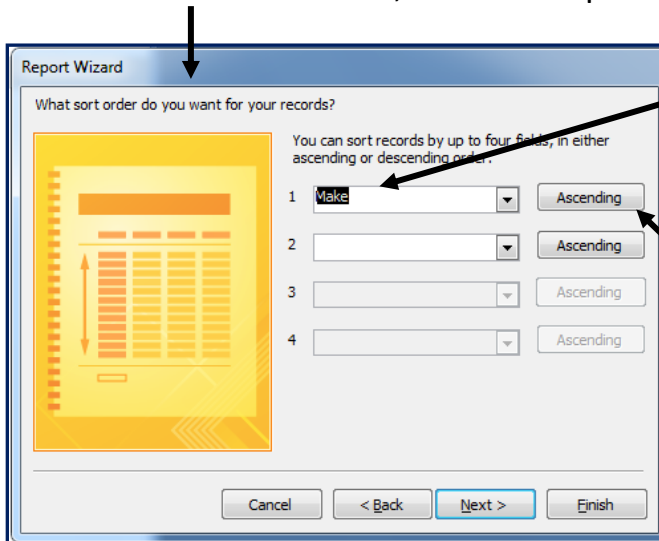 Report Wizard
What sort order do you want for your records?
You can sort records by up to four fields, in either
ascending or descending order.
1 Make Ascending
2 Ascending
3 Ascending
4 Ascending
Cancel < Back Next > Finish